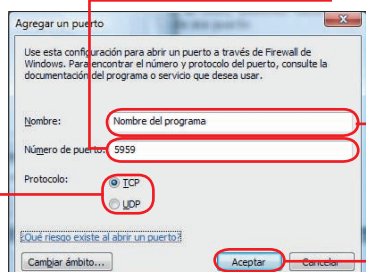 Agregar un puerto
Use esta configuración para abrir un puerto a través de Firewall de
Windows. Para encontrar el número y protocolo del puerto, consulte la
documentación del programa o servicio que desea usar.
Nombre: Nombre del programa
Número de puerto: 5959
Protocolo: TCP
UDP
¿Qué riesgo existe al abrir un puerto?
Cambiar ámbito... Aceptar Cancelar